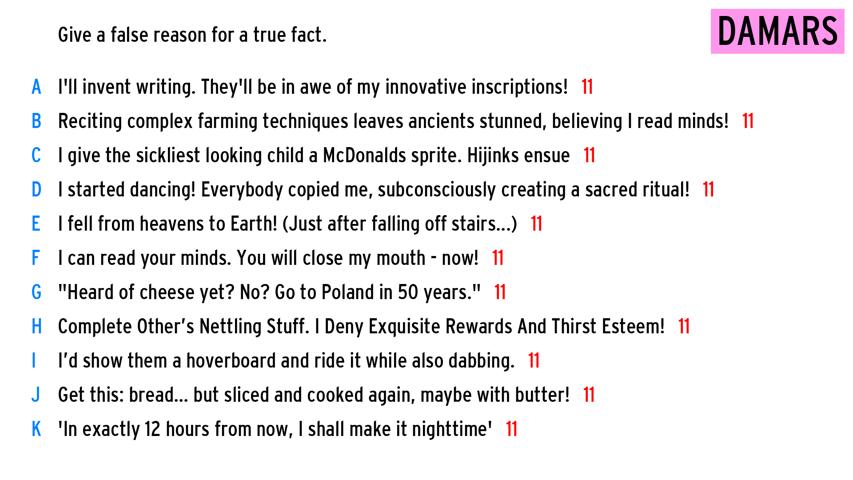 Give a false reason for a true fact.
DAMARS
A I'll invent writing. They'll be in awe of my innovative inscriptions! 11
B Reciting complex farming techniques leaves ancients stunned, believing I read minds! 11
C I give the sickliest looking child a McDonalds sprite. Hijinks ensue 11
D I started dancing! Everybody copied me, subconsciously creating a sacred ritual! 11
E I fell from heavens to Earth! (Just after falling off stairs...) 11
F I can read your minds. You will close my mouth - now! 11
G "Heard of cheese yet? No? Go to Poland in 50 years." 11
H Complete Other’s Nettling Stuff. I Deny Exquisite Rewards And Thirst Esteem! 11
I I’d show them a hoverboard and ride it while also dabbing. 11
J Get this: bread... but sliced and cooked again, maybe with butter! 11
K 'In exactly 12 hours from now, I shall make it nighttime' 11